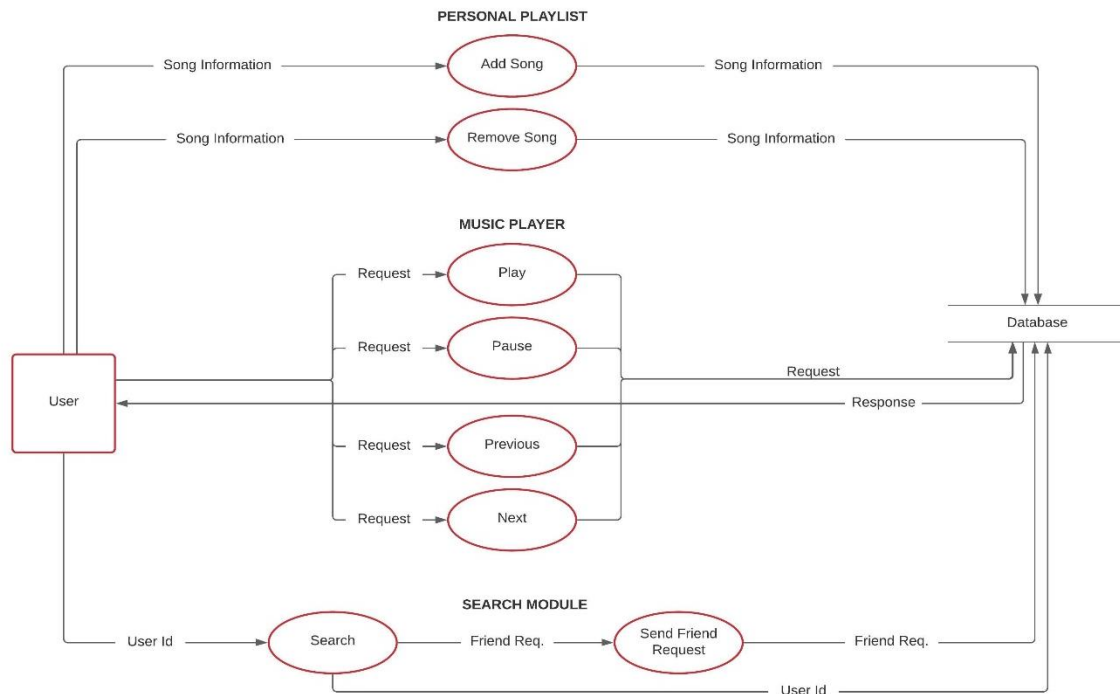 PERSONAL PLAYLIST
Song Information
Add Song
Song Information
Song Information
Remove Song
Song Information
MUSIC PLAYER
Request
Play
Request
Pause
Database
Request
User
Response
Request
Previous
Request
Next
SEARCH MODULE
User Id
Search
Friend Req.
Send Friend
Request
Friend Req.
User Id